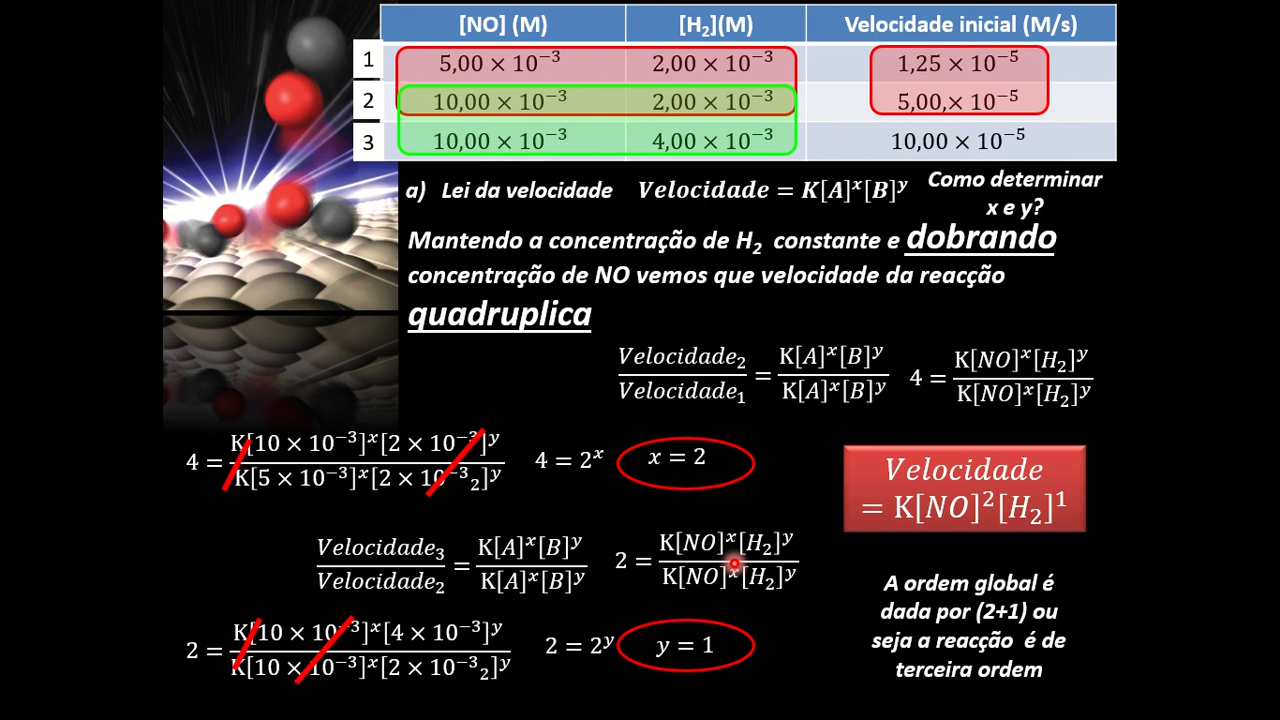 [NO] (M) [H₂](M) Velocidade inicial (M/s)
1 5,00 × 10⁻³ 2,00 × 10⁻³ 1,25 × 10⁻⁵
2 10,00 × 10⁻³ 2,00 × 10⁻³ 5,00,× 10⁻⁵
3 10,00 × 10⁻³ 4,00 × 10⁻³ 10,00 × 10⁻⁵
a) Lei da velocidade Velocidade = K[A]ˣ[B]ʸ Como determinar
x e y?
Mantendo a concentração de H₂ constante e dobrando
concentração de NO vemos que velocidade da reacção
quadruplica
Velocidade₂ / Velocidade₁ = K[A]ˣ[B]ʸ / K[A]ˣ[B]ʸ 4 = K[NO]ˣ[H₂]ʸ / K[NO]ˣ[H₂]ʸ
4 = K[10 × 10⁻³]ˣ[2 × 10⁻³]ʸ / K[5 × 10⁻³]ˣ[2 × 10⁻³₂]ʸ 4 = 2ˣ x = 2
Velocidade
= K[NO]²[H₂]¹
Velocidade₃ / Velocidade₂ = K[A]ˣ[B]ʸ / K[A]ˣ[B]ʸ 2 = K[NO]ˣ[H₂]ʸ / K[NO]ˣ[H₂]ʸ
2 = K[10 × 10⁻³]ˣ[4 × 10⁻³]ʸ / K[10 × 10⁻³]ˣ[2 × 10⁻³₂]ʸ 2 = 2ʸ y = 1
A ordem global é
dada por (2+1) ou
seja a reacção é de
terceira ordem